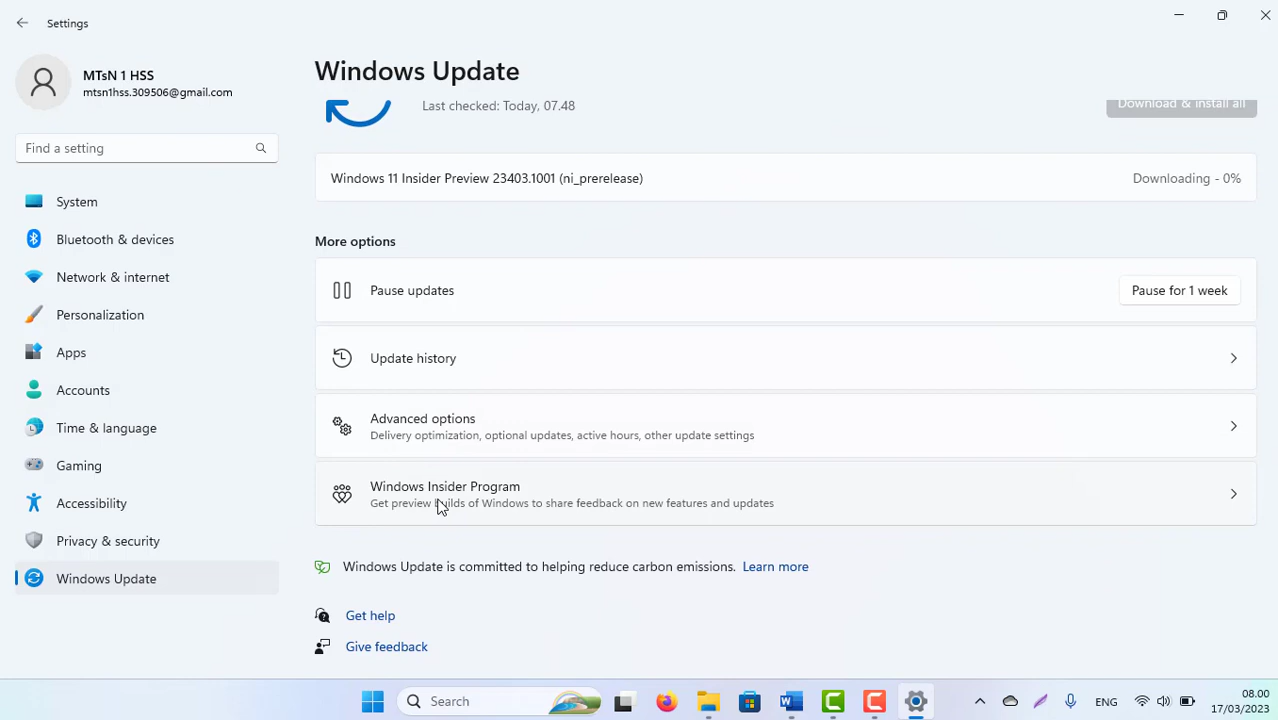 Settings
MTsN 1 HSS
mtsn1hss.309506@gmail.com
Find a setting
System
Bluetooth & devices
Network & internet
Personalization
Apps
Accounts
Time & language
Gaming
Accessibility
Privacy & security
Windows Update
Windows Update
Last checked: Today, 07.48
Download & install all
Windows 11 Insider Preview 23403.1001 (ni_prerelease)
Downloading - 0%
More options
Pause updates
Pause for 1 week
Update history
Advanced options
Delivery optimization, optional updates, active hours, other update settings
Windows Insider Program
Get preview builds of Windows to share feedback on new features and updates
Windows Update is committed to helping reduce carbon emissions. Learn more
Get help
Give feedback
Search
ENG
08.00
17/03/2023